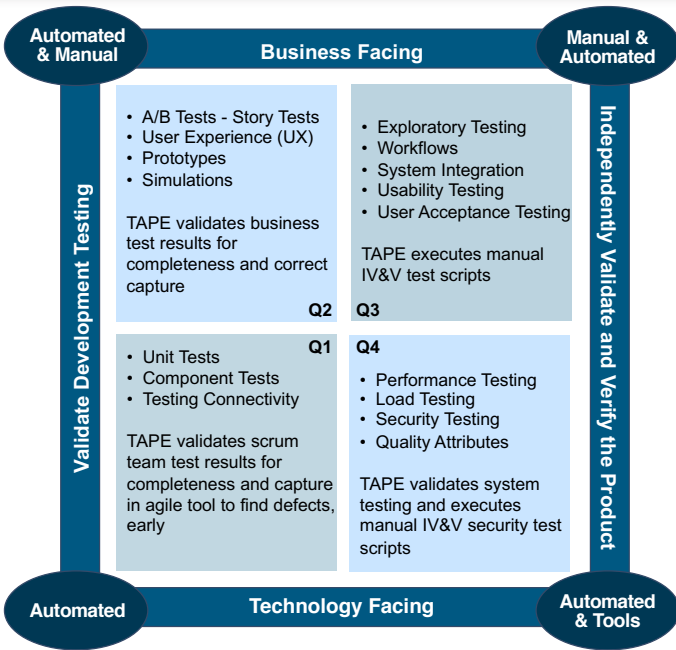 Automated
& Manual
Business Facing
Manual &
Automated
Validate Development Testing
• A/B Tests - Story Tests
• User Experience (UX)
• Prototypes
• Simulations
TAPE validates business
test results for
completeness and correct
capture
Q2
• Exploratory Testing
• Workflows
• System Integration
• Usability Testing
• User Acceptance Testing
TAPE executes manual
IV&V test scripts
Q3
Independently Validate and Verify the Product
Q1
• Unit Tests
• Component Tests
• Testing Connectivity
TAPE validates scrum
team test results for
completeness and capture
in agile tool to find defects,
early
Q4
• Performance Testing
• Load Testing
• Security Testing
• Quality Attributes
TAPE validates system
testing and executes
manual IV&V security test
scripts
Automated
Technology Facing
Automated
& Tools